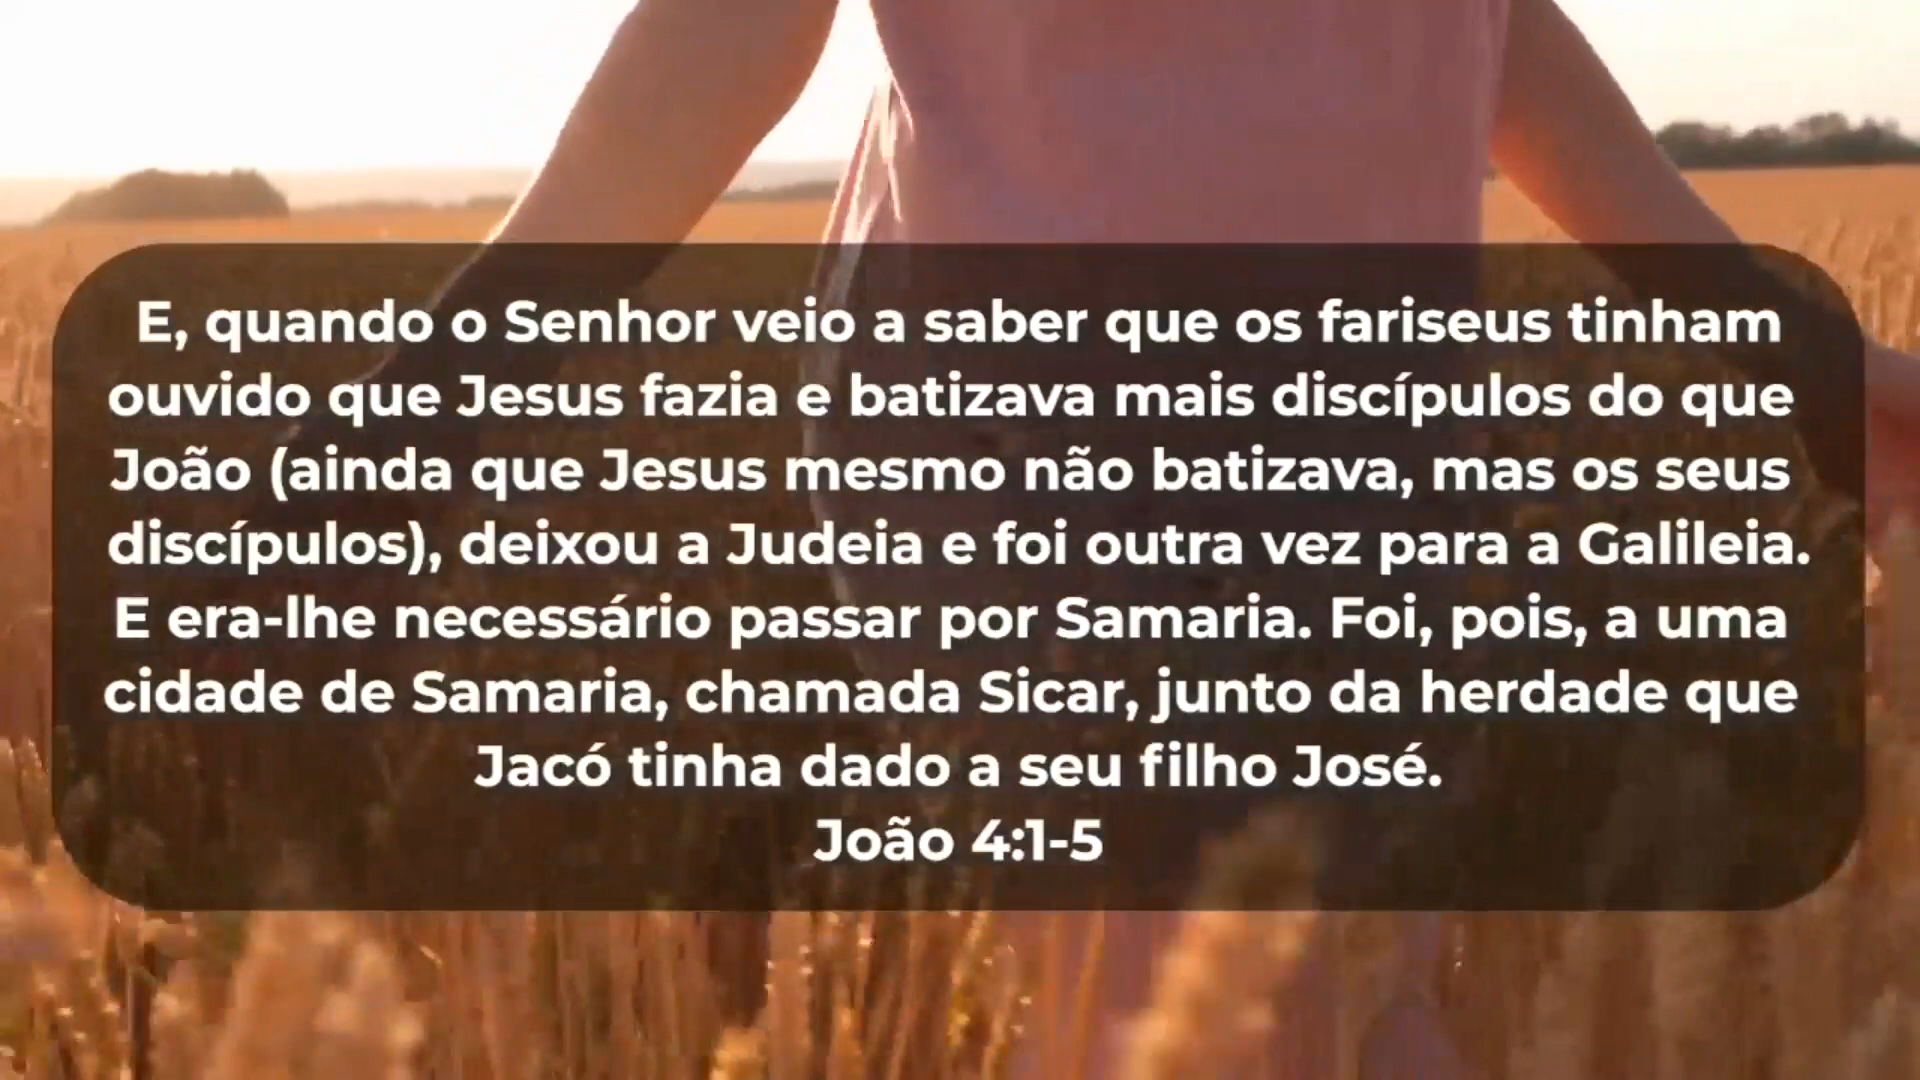 E, quando o Senhor veio a saber que os fariseus tinham
ouvido que Jesus fazia e batizava mais discípulos do que
João (ainda que Jesus mesmo não batizava, mas os seus
discípulos), deixou a Judeia e foi outra vez para a Galileia.
E era-lhe necessário passar por Samaria. Foi, pois, a uma
cidade de Samaria, chamada Sicar, junto da herdade que
Jacó tinha dado a seu filho José.
João 4:1-5